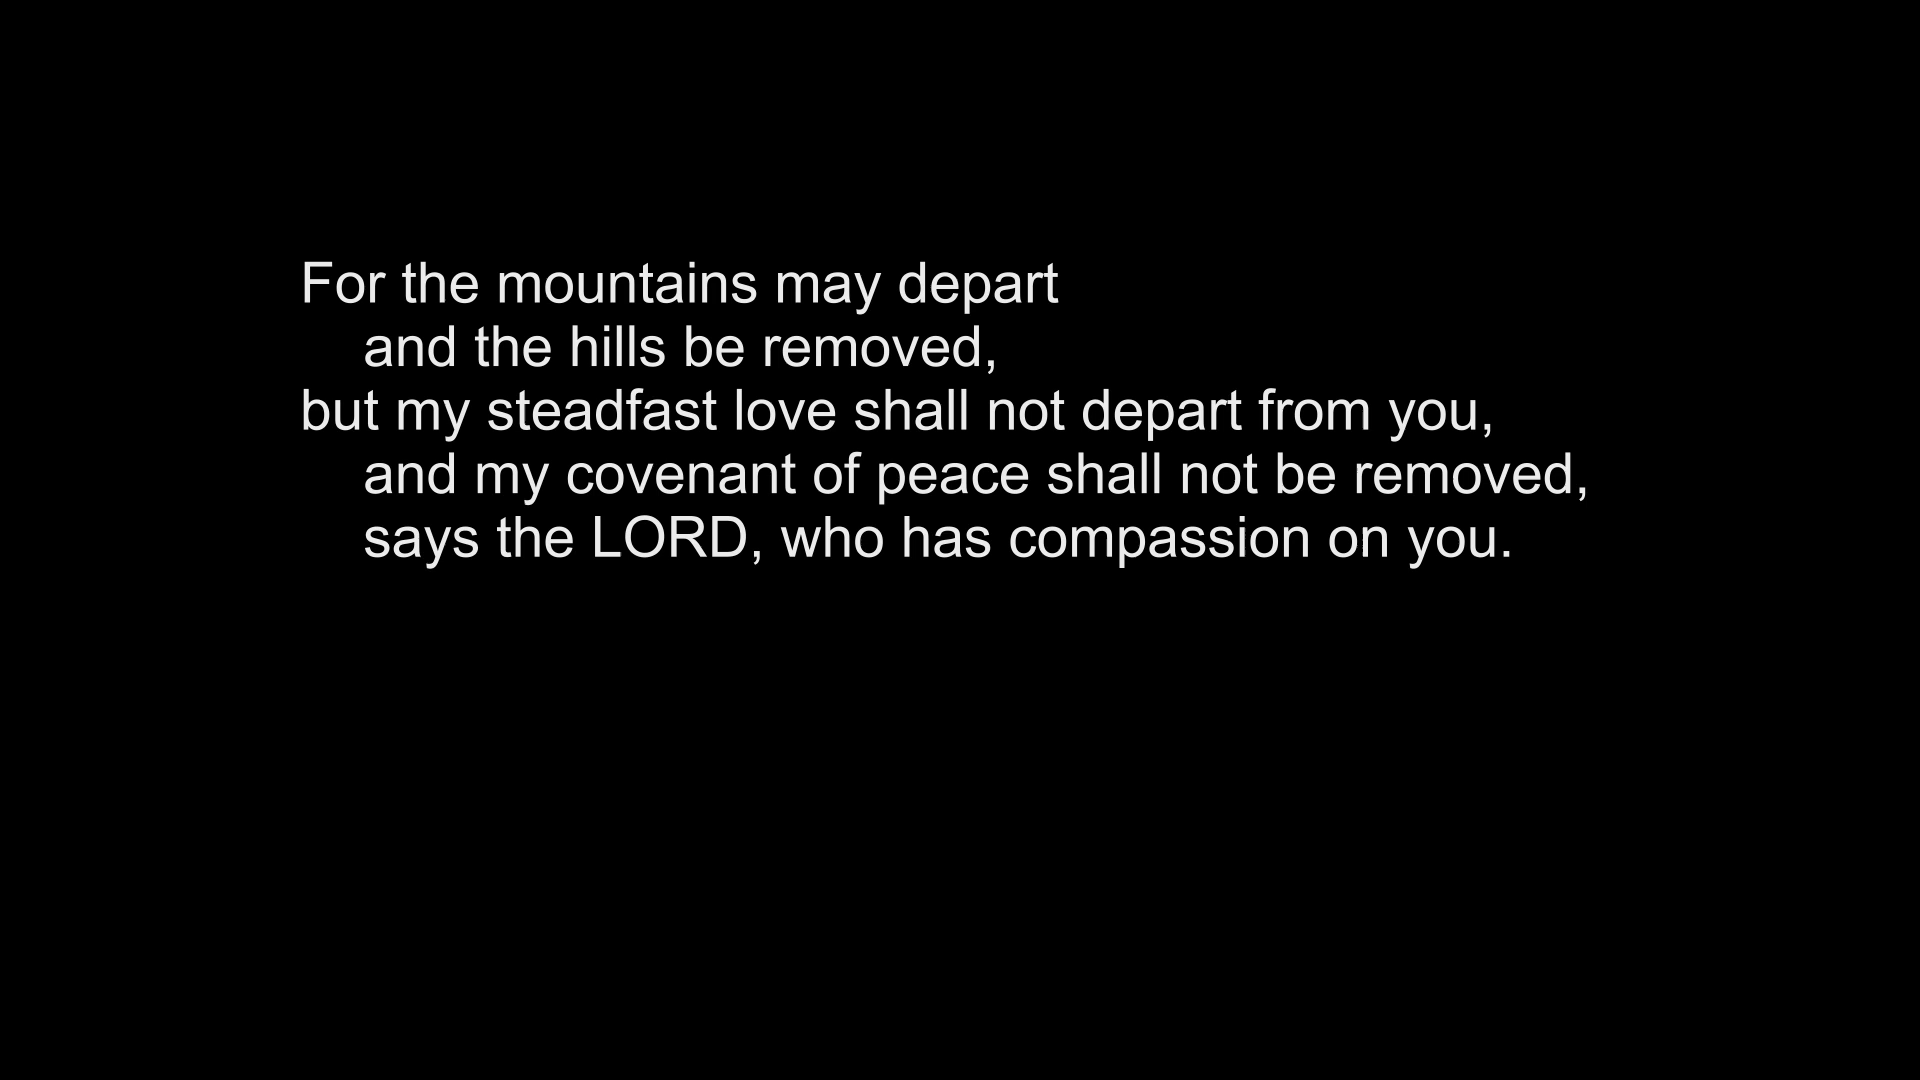 For the mountains may depart
and the hills be removed,
but my steadfast love shall not depart from you,
and my covenant of peace shall not be removed,
says the LORD, who has compassion on you.